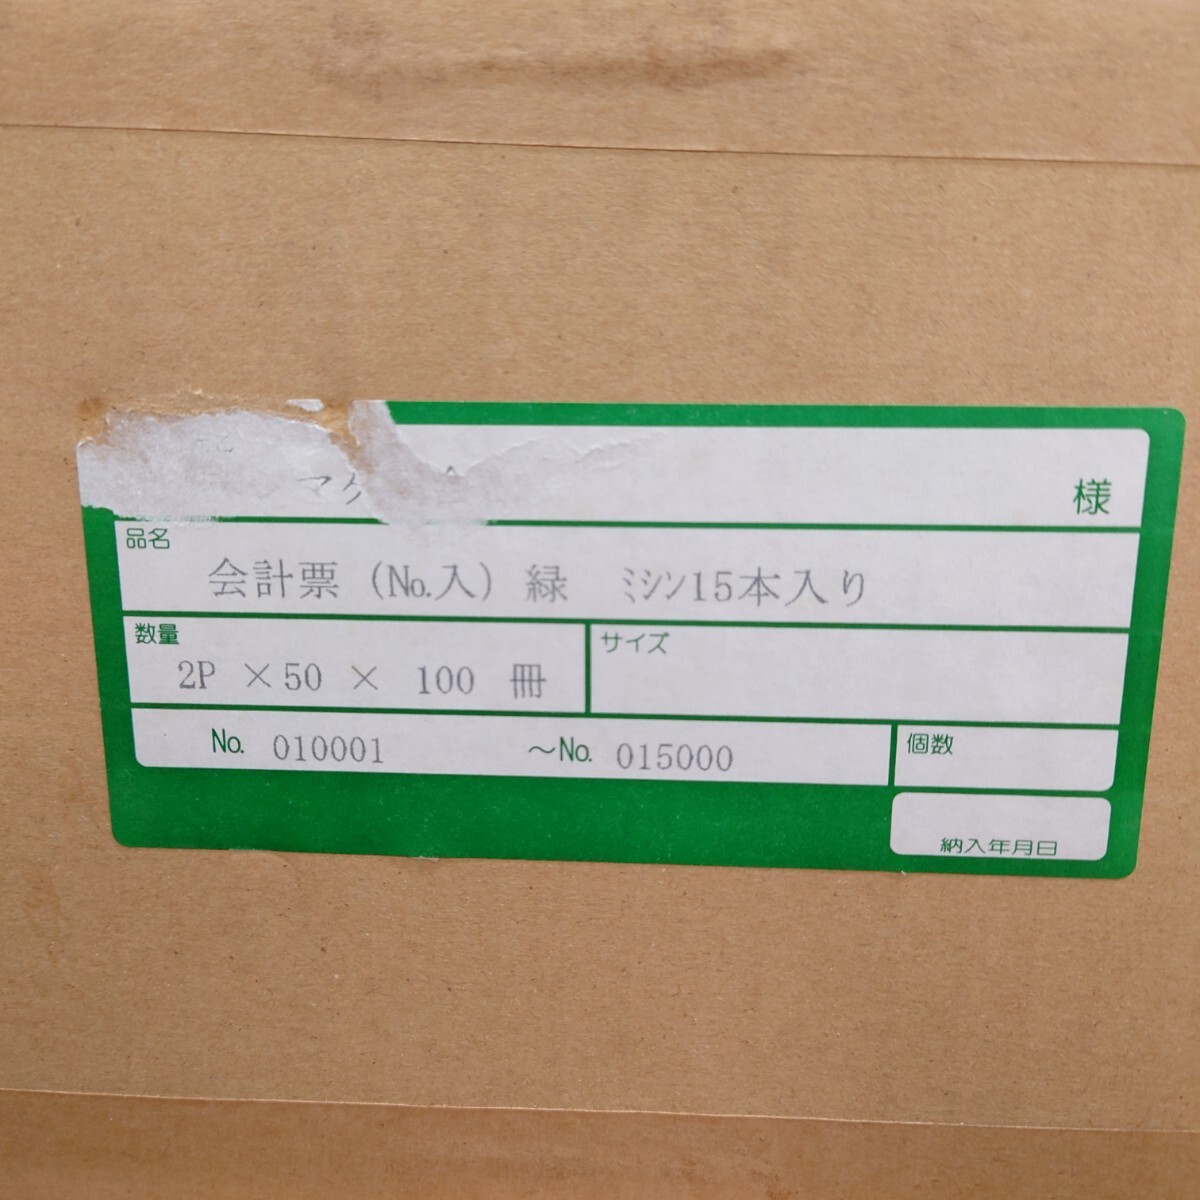 様
品名
会計票（No.入）緑　ﾐｼﾝ15本入り
数量
2P ×50 × 100 冊
サイズ
No. 010001 ～No. 015000
個数
納入年月日